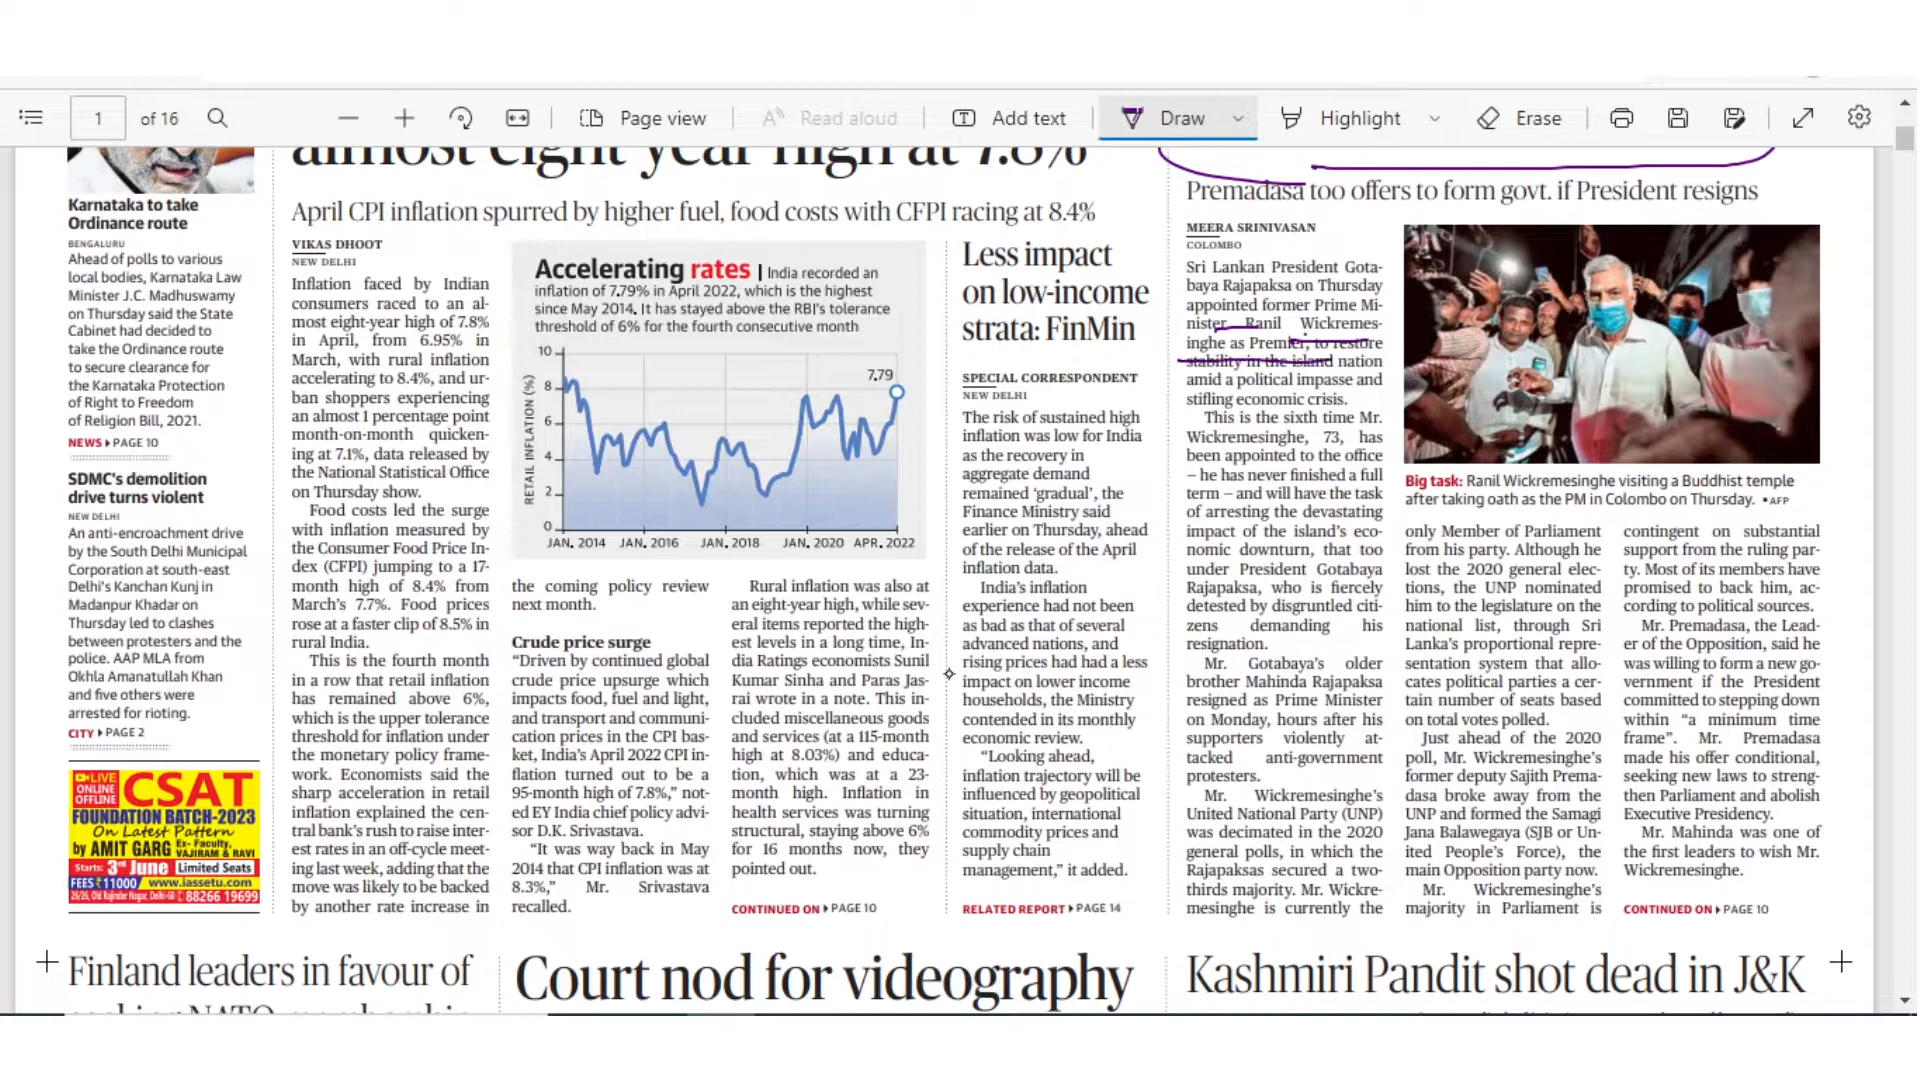 1 of 16
Page view
Read aloud
Add text
Draw
Highlight
Erase
almost eight year high at 7.8%
April CPI inflation spurred by higher fuel, food costs with CFPI racing at 8.4%
Karnataka to take
Ordinance route
BENGALURU
Ahead of polls to various
local bodies, Karnataka Law
Minister J.C. Madhuswamy
on Thursday said the State
Cabinet had decided to
take the Ordinance route
to secure clearance for
the Karnataka Protection
of Right to Freedom
of Religion Bill, 2021.
NEWS PAGE 10
SDMC's demolition
drive turns violent
NEW DELHI
An anti-encroachment drive
by the South Delhi Municipal
Corporation at south-east
Delhi's Kanchan Kunj in
Madanpur Khadar on
Thursday led to clashes
between protesters and the
police. AAP MLA from
Okhla Amanatullah Khan
and five others were
arrested for rioting.
CITY PAGE 2
LIVE
ONLINE
OFFLINE
CSAT
FOUNDATION BATCH-2023
On Latest Pattern
by AMIT GARG Ex- Faculty,
VAJIRAM & RAVI
Starts: 3rd June Limited Seats
FEES ₹11000 www.iassetu.com
26/26, Old Rajinder Nagar, Delhi-60 88266 19699
VIKAS DHOOT
NEW DELHI
Inflation faced by Indian
consumers raced to an al-
most eight-year high of 7.8%
in April, from 6.95% in
March, with rural inflation
accelerating to 8.4%, and ur-
ban shoppers experiencing
an almost 1 percentage point
month-on-month quicken-
ing at 7.1%, data released by
the National Statistical Office
on Thursday show.
Food costs led the surge
with inflation measured by
the Consumer Food Price In-
dex (CFPI) jumping to a 17-
month high of 8.4% from
March's 7.7%. Food prices
rose at a faster clip of 8.5% in
rural India.
This is the fourth month
in a row that retail inflation
has remained above 6%,
which is the upper tolerance
threshold for inflation under
the monetary policy frame-
work. Economists said the
sharp acceleration in retail
inflation explained the cen-
tral bank's rush to raise inter-
est rates in an off-cycle meet-
ing last week, adding that the
move was likely to be backed
by another rate increase in
Accelerating rates | India recorded an
inflation of 7.79% in April 2022, which is the highest
since May 2014. It has stayed above the RBI's tolerance
threshold of 6% for the fourth consecutive month
RETAIL INFLATION (%)
10
8
6
4
2
0
7.79
JAN. 2014 JAN. 2016 JAN. 2018 JAN. 2020 APR. 2022
the coming policy review
next month.
Crude price surge
“Driven by continued global
crude price upsurge which
impacts food, fuel and light,
and transport and communi-
cation prices in the CPI bas-
ket, India's April 2022 CPI in-
flation turned out to be a
95-month high of 7.8%,” not-
ed EY India chief policy advi-
sor D.K. Srivastava.
“It was way back in May
2014 that CPI inflation was at
8.3%,” Mr. Srivastava
recalled.
Rural inflation was also at
an eight-year high, while sev-
eral items reported the high-
est levels in a long time, In-
dia Ratings economists Sunil
Kumar Sinha and Paras Jas-
rai wrote in a note. This in-
cluded miscellaneous goods
and services (at a 115-month
high at 8.03%) and educa-
tion, which was at a 23-
month high. Inflation in
health services was turning
structural, staying above 6%
for 16 months now, they
pointed out.
CONTINUED ON PAGE 10
Less impact
on low-income
strata: FinMin
SPECIAL CORRESPONDENT
NEW DELHI
The risk of sustained high
inflation was low for India
as the recovery in
aggregate demand
remained ‘gradual’, the
Finance Ministry said
earlier on Thursday, ahead
of the release of the April
inflation data.
India's inflation
experience had not been
as bad as that of several
advanced nations, and
rising prices had had a less
impact on lower income
households, the Ministry
contended in its monthly
economic review.
“Looking ahead,
inflation trajectory will be
influenced by geopolitical
situation, international
commodity prices and
supply chain
management,” it added.
RELATED REPORT PAGE 14
Premadasa too offers to form govt. if President resigns
MEERA SRINIVASAN
COLOMBO
Sri Lankan President Gota-
baya Rajapaksa on Thursday
appointed former Prime Mi-
nister Ranil Wickremes-
inghe as Premier, to restore
stability in the island nation
amid a political impasse and
stifling economic crisis.
This is the sixth time Mr.
Wickremesinghe, 73, has
been appointed to the office
– he has never finished a full
term – and will have the task
of arresting the devastating
impact of the island's eco-
nomic downturn, that too
under President Gotabaya
Rajapaksa, who is fiercely
detested by disgruntled citi-
zens demanding his
resignation.
Mr. Gotabaya's older
brother Mahinda Rajapaksa
resigned as Prime Minister
on Monday, hours after his
supporters violently at-
tacked anti-government
protesters.
Mr. Wickremesinghe's
United National Party (UNP)
was decimated in the 2020
general polls, in which the
Rajapaksas secured a two-
thirds majority. Mr. Wickre-
mesinghe is currently the
Big task: Ranil Wickremesinghe visiting a Buddhist temple
after taking oath as the PM in Colombo on Thursday. ▪AFP
only Member of Parliament
from his party. Although he
lost the 2020 general elec-
tions, the UNP nominated
him to the legislature on the
national list, through Sri
Lanka's proportional repre-
sentation system that allo-
cates political parties a cer-
tain number of seats based
on total votes polled.
Just ahead of the 2020
poll, Mr. Wickremesinghe's
former deputy Sajith Prema-
dasa broke away from the
UNP and formed the Samagi
Jana Balawegaya (SJB or Un-
ited People's Force), the
main Opposition party now.
Mr. Wickremesinghe's
majority in Parliament is
contingent on substantial
support from the ruling par-
ty. Most of its members have
promised to back him, ac-
cording to political sources.
Mr. Premadasa, the Lead-
er of the Opposition, said he
was willing to form a new go-
vernment if the President
committed to stepping down
within “a minimum time
frame”. Mr. Premadasa
made his offer conditional,
seeking new laws to streng-
then Parliament and abolish
Executive Presidency.
Mr. Mahinda was one of
the first leaders to wish Mr.
Wickremesinghe.
CONTINUED ON PAGE 10
Finland leaders in favour of
Court nod for videography
Kashmiri Pandit shot dead in J&K